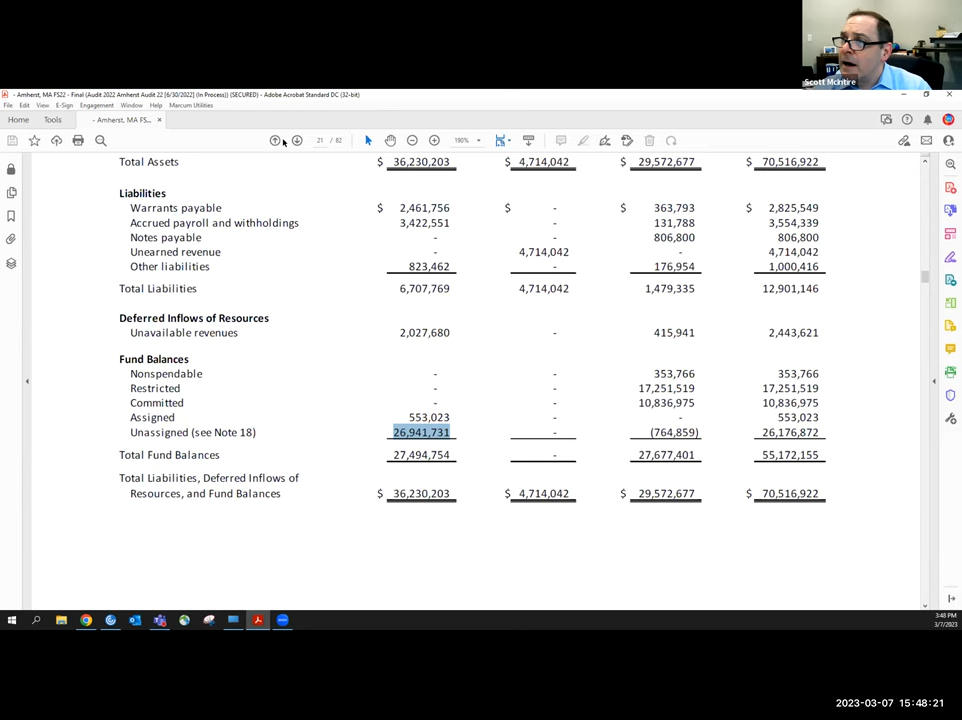 Scott McIntire
- Amherst, MA FS22 - Final (Audit 2022 Amherst Audit 22 [6/30/2022] (In Process)) (SECURED) - Adobe Acrobat Standard DC (32-bit)
File Edit View E-Sign Engagement Window Help Marcum Utilities
Home Tools - Amherst, MA FS... ×
21 / 82 190%
Total Assets $ 36,230,203 $ 4,714,042 $ 29,572,677 $ 70,516,922
Liabilities
Warrants payable $ 2,461,756 $ - $ 363,793 $ 2,825,549
Accrued payroll and withholdings 3,422,551 - 131,788 3,554,339
Notes payable - - 806,800 806,800
Unearned revenue - 4,714,042 - 4,714,042
Other liabilities 823,462 - 176,954 1,000,416
Total Liabilities 6,707,769 4,714,042 1,479,335 12,901,146
Deferred Inflows of Resources
Unavailable revenues 2,027,680 - 415,941 2,443,621
Fund Balances
Nonspendable - - 353,766 353,766
Restricted - - 17,251,519 17,251,519
Committed - - 10,836,975 10,836,975
Assigned 553,023 - - 553,023
Unassigned (see Note 18) 26,941,731 - (764,859) 26,176,872
Total Fund Balances 27,494,754 - 27,677,401 55,172,155
Total Liabilities, Deferred Inflows of
Resources, and Fund Balances $ 36,230,203 $ 4,714,042 $ 29,572,677 $ 70,516,922
3:48 PM
3/7/2023
2023-03-07 15:48:21